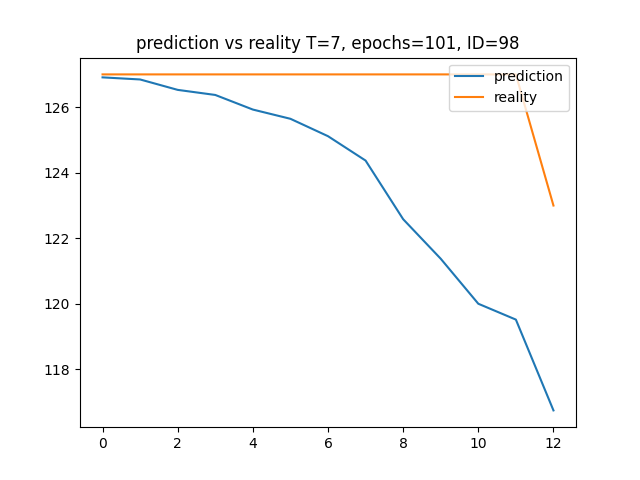 prediction vs reality T=7, epochs=101, ID=98
prediction
reality
126
124
122
120
118
0 2 4 6 8 10 12